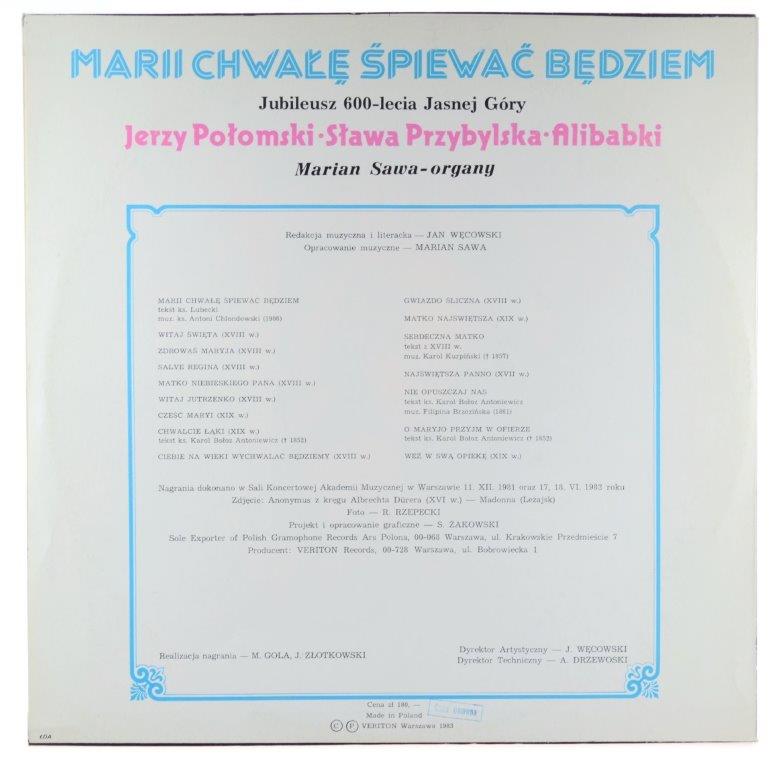 MARII CHWAŁĘ ŚPIEWAĆ BĘDZIEM
Jubileusz 600-lecia Jasnej Góry
Jerzy Połomski·Sława Przybylska·Alibabki
Marian Sawa-organy
Redakcja muzyczna i literacka — JAN WĘCOWSKI
Opracowanie muzyczne — MARIAN SAWA
MARII CHWAŁĘ ŚPIEWAĆ BĘDZIEM
tekst ks. Lubecki
muz. ks. Antoni Chlondowski (1906)
WITAJ ŚWIĘTA (XVIII w.)
ZDROWAŚ MARYJA (XVIII w.)
SALVE REGINA (XVIII w.)
MATKO NIEBIESKIEGO PANA (XVIII w.)
WITAJ JUTRZENKO (XVIII w.)
CZEŚĆ MARYI (XIX w.)
CHWALCIE ŁĄKI (XIX w.)
tekst ks. Karol Bołoz Antoniewicz († 1852)
CIEBIE NA WIEKI WYCHWALAĆ BĘDZIEMY (XVIII w.)
GWIAZDO ŚLICZNA (XVIII w.)
MATKO NAJŚWIĘTSZA (XIX w.)
SERDECZNA MATKO
tekst z XVIII w.
muz. Karol Kurpiński († 1857)
NAJŚWIĘTSZA PANNO (XVII w.)
NIE OPUSZCZAJ NAS
tekst ks. Karol Bołoz Antoniewicz
muz. Filipina Brzezińska (1861)
O MARYJO PRZYJM W OFIERZE
tekst ks. Karol Bołoz Antoniewicz († 1852)
WEŹ W SWĄ OPIEKĘ (XIX w.)
Nagrania dokonano w Sali Koncertowej Akademii Muzycznej w Warszawie 11. XII. 1981 oraz 17, 18. VI. 1983 roku
Zdjęcie: Anonymus z kręgu Albrechta Dürera (XVI w.) — Madonna (Leżajsk)
Foto — R. RZEPECKI
Projekt i opracowanie graficzne — S. ŻAKOWSKI
Sole Exporter of Polish Gramophone Records Ars Polona, 00-068 Warszawa, ul. Krakowskie Przedmieście 7
Producent: VERITON Records, 00-728 Warszawa, ul. Bobrowiecka 1
Realizacja nagrania — M. GOLA, J. ZŁOTKOWSKI
Dyrektor Artystyczny — J. WĘCOWSKI
Dyrektor Techniczny — A. DRZEWOSKI
Cena zł 180,—
Made in Poland
© Ⓟ VERITON Warszawa 1983
ŁDA